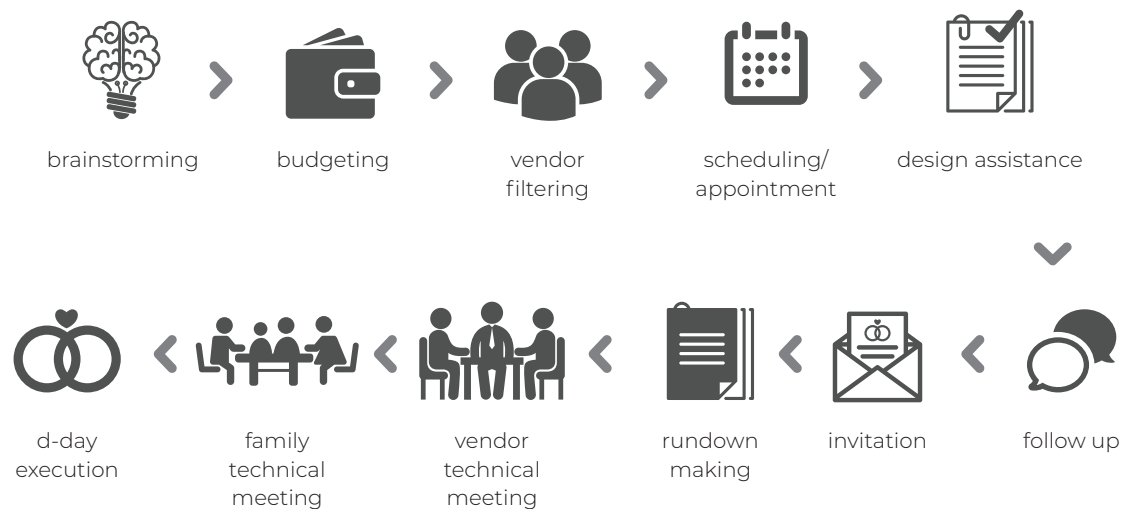 brainstorming
budgeting
vendor
filtering
scheduling/
appointment
design assistance
follow up
invitation
rundown
making
vendor
technical
meeting
family
technical
meeting
d-day
execution